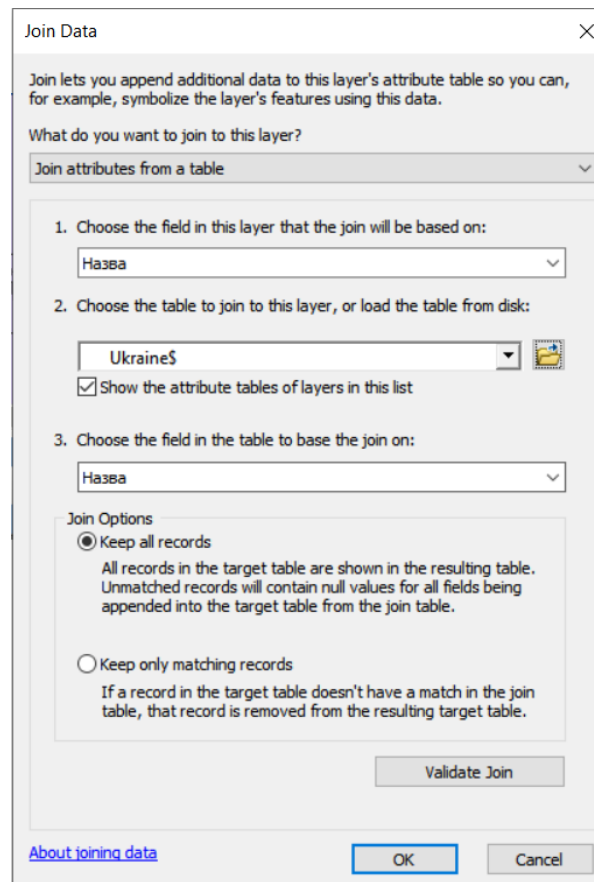 Join Data
Join lets you append additional data to this layer's attribute table so you can,
for example, symbolize the layer's features using this data.
What do you want to join to this layer?
Join attributes from a table
1. Choose the field in this layer that the join will be based on:
Назва
2. Choose the table to join to this layer, or load the table from disk:
Ukraine$
Show the attribute tables of layers in this list
3. Choose the field in the table to base the join on:
Назва
Join Options
Keep all records
All records in the target table are shown in the resulting table.
Unmatched records will contain null values for all fields being
appended into the target table from the join table.
Keep only matching records
If a record in the target table doesn't have a match in the join
table, that record is removed from the resulting target table.
Validate Join
About joining data
OK
Cancel